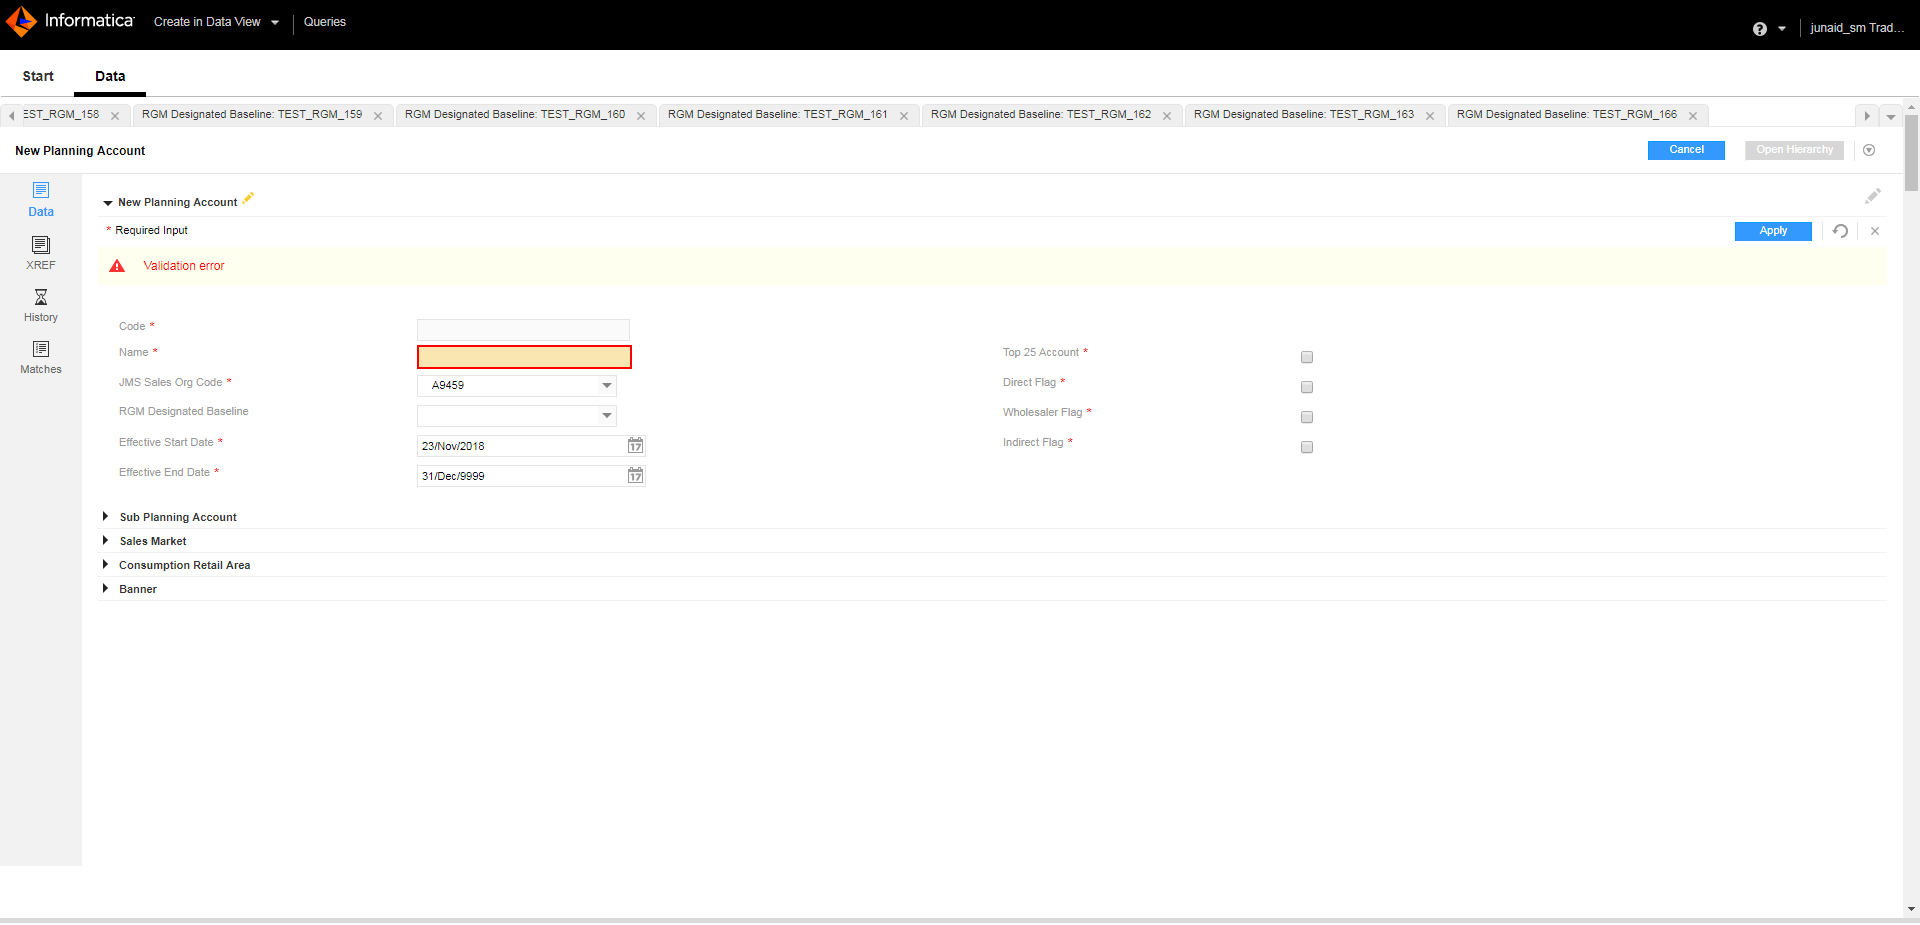 Informatica Create in Data View Queries junaid_sm Trad...
Start Data
EST_RGM_158 RGM Designated Baseline: TEST_RGM_159 RGM Designated Baseline: TEST_RGM_160 RGM Designated Baseline: TEST_RGM_161 RGM Designated Baseline: TEST_RGM_162 RGM Designated Baseline: TEST_RGM_163 RGM Designated Baseline: TEST_RGM_166
New Planning Account Cancel Open Hierarchy
Data
XREF
History
Matches
New Planning Account
* Required Input Apply
Validation error
Code *
Name * Top 25 Account *
JMS Sales Org Code * A9459 Direct Flag *
RGM Designated Baseline Wholesaler Flag *
Effective Start Date * 23/Nov/2018 17 Indirect Flag *
Effective End Date * 31/Dec/9999 17
Sub Planning Account
Sales Market
Consumption Retail Area
Banner